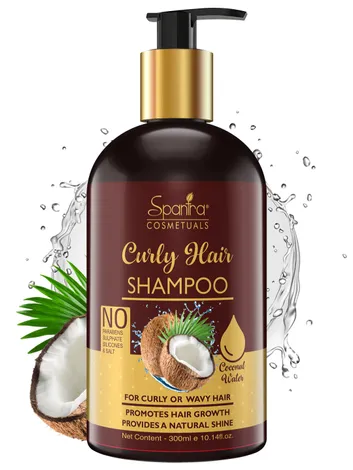 Spantra®
COSMETUALS
Curly Hair
SHAMPOO
NO
PARABENS
SULPHATE
SILICONES
& SALT
Coconut
Water
FOR CURLY OR WAVY HAIR
PROMOTES HAIR GROWTH
PROVIDES A NATURAL SHINE
Net Content - 300ml e 10.14fl.oz.